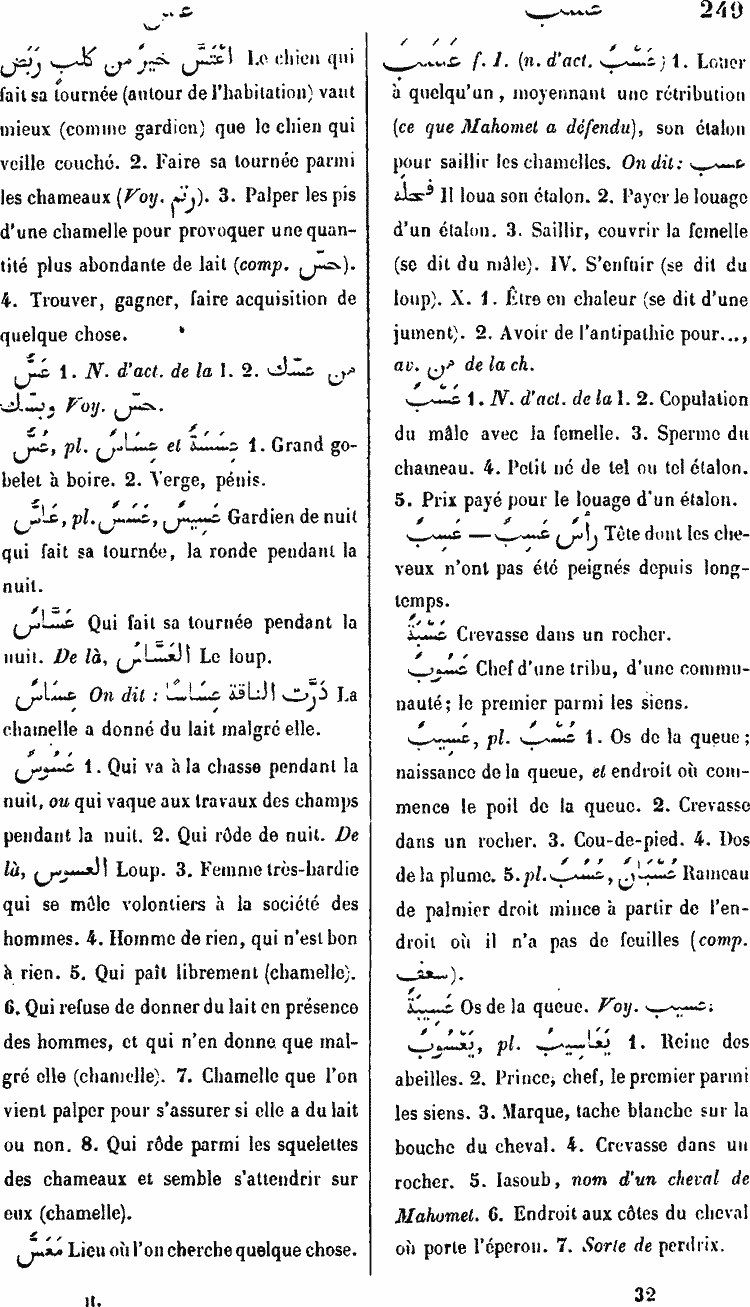 عس
عسب 249
اعْتَسَّ خَيْرٌ مِن كلبٍ رَبَضَ Le chien qui
fait sa tournée (autour de l'habitation) vaut
mieux (comme gardien) que le chien qui
veille couché. 2. Faire sa tournée parmi
les chameaux (Voy. ). 3. Palper les pis
d'une chamelle pour provoquer une quan-
tité plus abondante de lait (comp. حسّ).
4. Trouver, gagner, faire acquisition de
quelque chose.
عَسٌّ 1. N. d'act. de la I. 2. من عسّك
وبسّك Voy. حسّ.
عُسٌّ, pl. عِسَاسٌ et عِسَسَةٌ 1. Grand go-
belet à boire. 2. Verge, pénis.
عَاسٌّ, pl. عَسَسٌ, عَسِيسٌ Gardien de nuit
qui fait sa tournée, la ronde pendant la
nuit.
عَسَّاسٌ Qui fait sa tournée pendant la
nuit. De là, العَسَّاسُ Le loup.
عِسَاسٌ On dit : دَرَّت الناقة عِسَاسًا La
chamelle a donné du lait malgré elle.
عَسُوسٌ 1. Qui va à la chasse pendant la
nuit, ou qui vaque aux travaux des champs
pendant la nuit. 2. Qui rôde de nuit. De
là, العسوس Loup. 3. Femme très-hardie
qui se mêle volontiers à la société des
hommes. 4. Homme de rien, qui n'est bon
à rien. 5. Qui paît librement (chamelle).
6. Qui refuse de donner du lait en présence
des hommes, et qui n'en donne que mal-
gré elle (chamelle). 7. Chamelle que l'on
vient palper pour s'assurer si elle a du lait
ou non. 8. Qui rôde parmi les squelettes
des chameaux et semble s'attendrir sur
eux (chamelle).
مَعَسٌّ Lieu où l'on cherche quelque chose.
II.
عَسَبَ f. I. (n. d'act. عَسْبٌ) 1. Louer
à quelqu'un, moyennant une rétribution
(ce que Mahomet a défendu), son étalon
pour saillir les chamelles. On dit : عسب
فحله Il loua son étalon. 2. Payer le louage
d'un étalon. 3. Saillir, couvrir la femelle
(se dit du mâle). IV. S'enfuir (se dit du
loup). X. 1. Être en chaleur (se dit d'une
jument). 2. Avoir de l'antipathie pour...,
av. من de la ch.
عَسْبٌ 1. N. d'act. de la I. 2. Copulation
du mâle avec la femelle. 3. Sperme du
chameau. 4. Petit né de tel ou tel étalon.
5. Prix payé pour le louage d'un étalon.
عَسِبٌ — رَأْسٌ عَسِبٌ Tête dont les che-
veux n'ont pas été peignés depuis long-
temps.
عَسْبَةٌ Crevasse dans un rocher.
عَسُوبٌ Chef d'une tribu, d'une commu-
nauté; le premier parmi les siens.
عَسِيبٌ, pl. عُسُبٌ 1. Os de la queue;
naissance de la queue, et endroit où com-
mence le poil de la queue. 2. Crevasse
dans un rocher. 3. Cou-de-pied. 4. Dos
de la plume. 5. pl. عُسُبٌ, عُسْبَانٌ Rameau
de palmier droit mince à partir de l'en-
droit où il n'a pas de feuilles (comp.
سعف).
عَسِيبَةٌ Os de la queue. Voy. عسيب.
يَعْسُوبٌ, pl. يَعَاسِيبُ 1. Reine des
abeilles. 2. Prince, chef, le premier parmi
les siens. 3. Marque, tache blanche sur la
bouche du cheval. 4. Crevasse dans un
rocher. 5. Iasoub, nom d'un cheval de
Mahomet. 6. Endroit aux côtes du cheval
où porte l'éperon. 7. Sorte de perdrix.
32